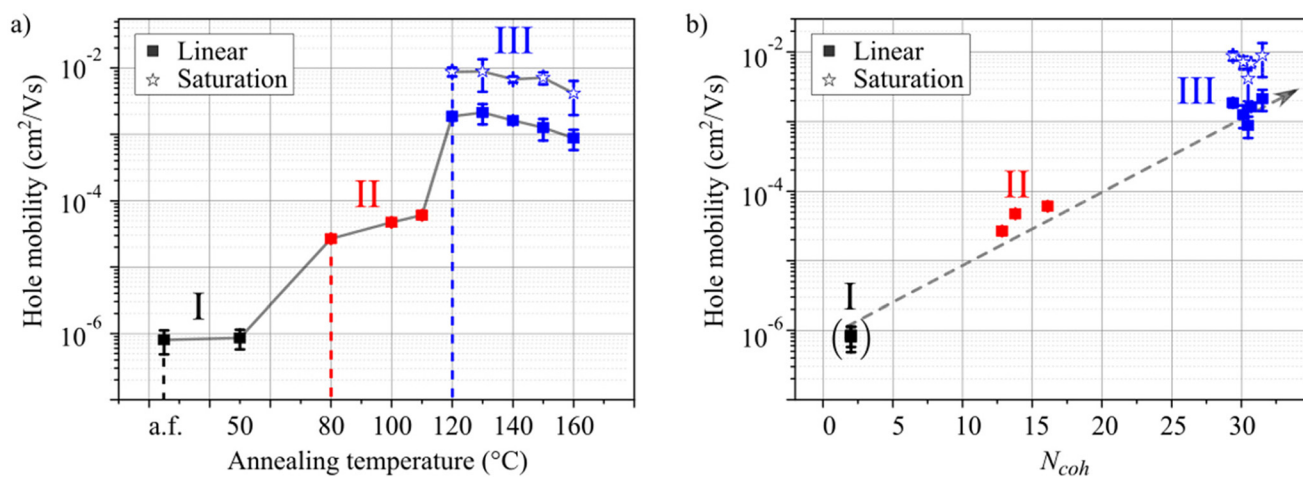 a)
Linear
Saturation
III
II
I
10^-2
10^-4
10^-6
Hole mobility (cm²/Vs)
a.f. 50 80 100 120 140 160
Annealing temperature (°C)
b)
Linear
Saturation
III
II
I
( )
10^-2
10^-4
10^-6
Hole mobility (cm²/Vs)
0 5 10 15 20 25 30
N_coh